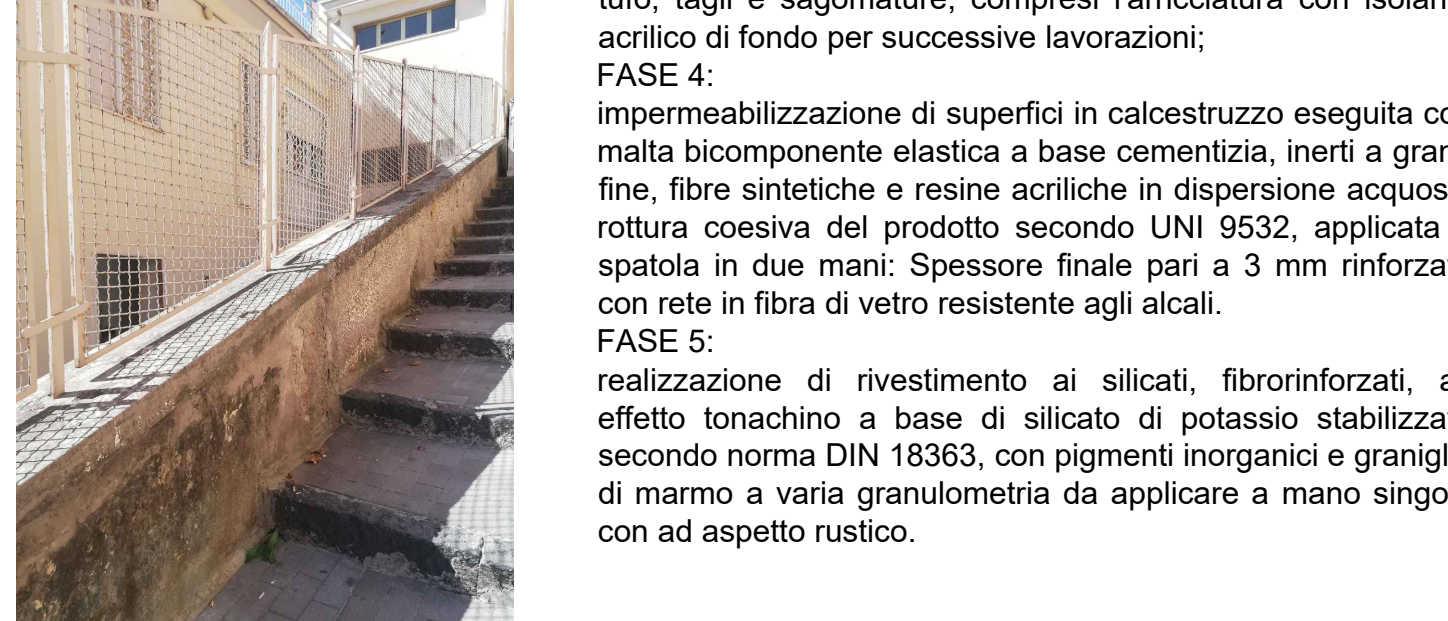 acrilico di fondo per successive lavorazioni;
FASE 4:
impermeabilizzazione di superfici in calcestruzzo eseguita
malta bicomponente elastica a base cementizia, inerti a
fine, fibre sintetiche e resine acriliche in dispersione
rottura coesiva del prodotto secondo UNI 9532, applicata
spatola in due mani: Spessore finale pari a 3 mm
con rete in fibra di vetro resistente agli alcali.
FASE 5:
realizzazione di rivestimento ai silicati, fibrorinforzati,
effetto tonachino a base di silicato di potassio
secondo norma DIN 18363, con pigmenti inorganici e
di marmo a varia granulometria da applicare a mano
con ad aspetto rustico.